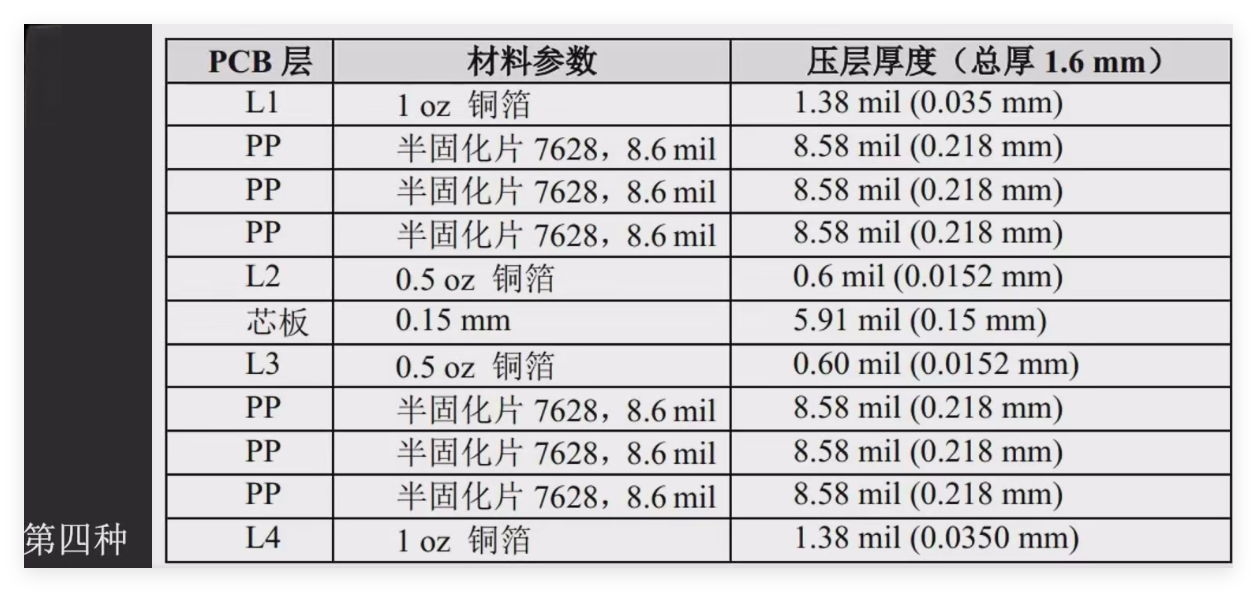 PCB 层 材料参数 压层厚度（总厚 1.6 mm）
L1 1 oz 铜箔 1.38 mil (0.035 mm)
PP 半固化片 7628，8.6 mil 8.58 mil (0.218 mm)
PP 半固化片 7628，8.6 mil 8.58 mil (0.218 mm)
PP 半固化片 7628，8.6 mil 8.58 mil (0.218 mm)
L2 0.5 oz 铜箔 0.6 mil (0.0152 mm)
芯板 0.15 mm 5.91 mil (0.15 mm)
L3 0.5 oz 铜箔 0.60 mil (0.0152 mm)
PP 半固化片 7628，8.6 mil 8.58 mil (0.218 mm)
PP 半固化片 7628，8.6 mil 8.58 mil (0.218 mm)
PP 半固化片 7628，8.6 mil 8.58 mil (0.218 mm)
第四种 L4 1 oz 铜箔 1.38 mil (0.0350 mm)